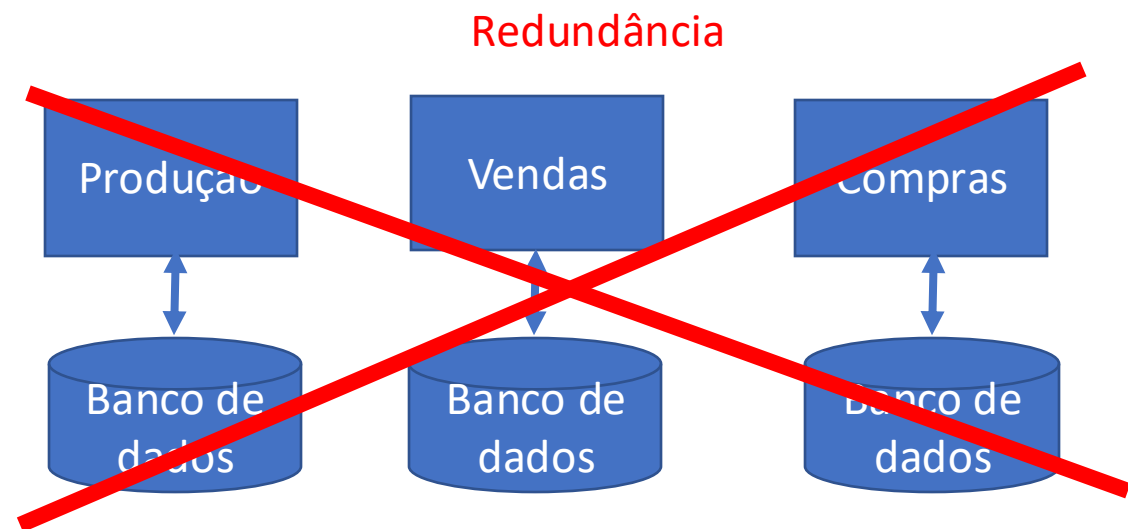 Redundância
Produção
Vendas
Compras
Banco de
dados
Banco de
dados
Banco de
dados